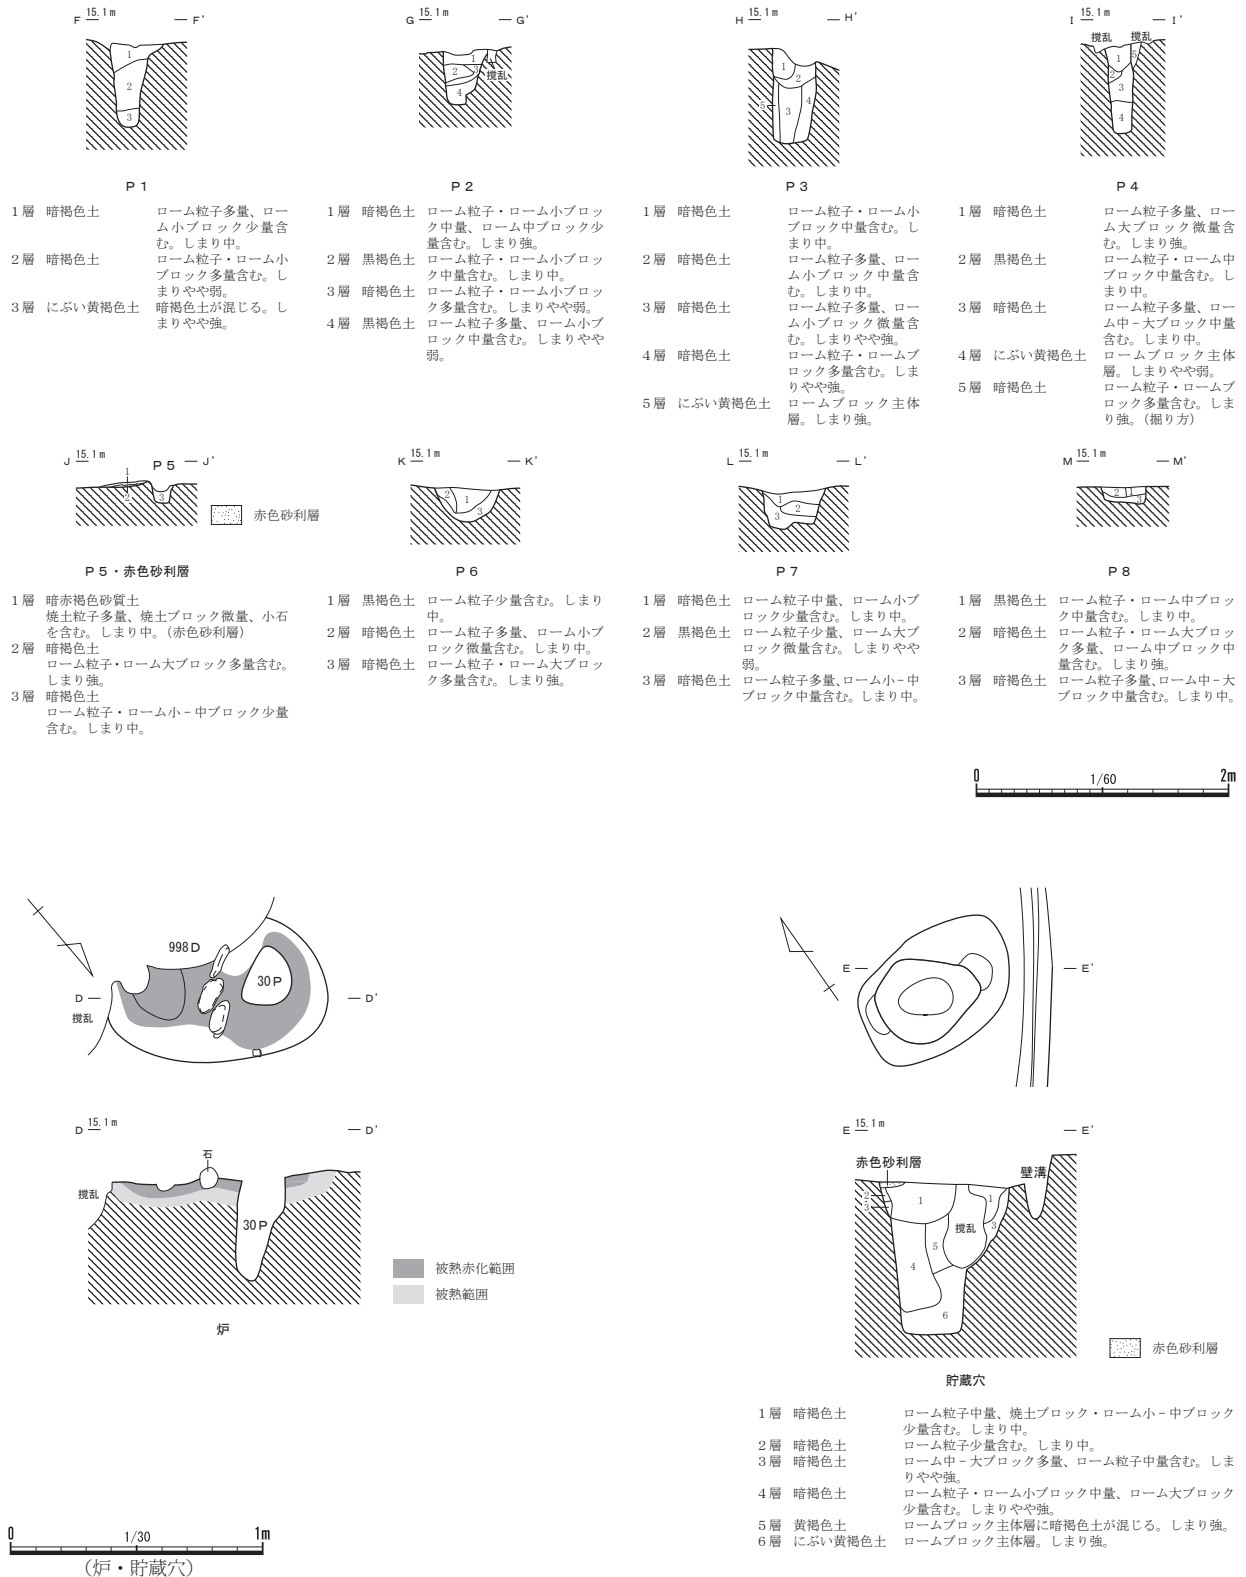 F 15.1m F'
1
2
3
P1
1層 暗褐色土 ローム粒子多量、ロー
ム小ブロック少量含
む。しまり中。
2層 暗褐色土 ローム粒子・ローム小
ブロック多量含む。し
まりやや弱。
3層 にぶい黄褐色土 暗褐色土が混じる。し
まりやや強。
G 15.1m G'
1
2 3
撹乱
4
P2
1層 暗褐色土 ローム粒子・ローム小ブロッ
ク中量、ローム中ブロック少
量含む。しまり強。
2層 黒褐色土 ローム粒子・ローム小ブロッ
ク中量含む。しまり中。
3層 暗褐色土 ローム粒子・ローム小ブロッ
ク多量含む。しまりやや弱。
4層 黒褐色土 ローム粒子多量、ローム小ブ
ロック中量含む。しまりやや
弱。
H 15.1m H'
1
2
5 3 4
P3
1層 暗褐色土 ローム粒子・ローム小
ブロック中量含む。し
まり中。
2層 暗褐色土 ローム粒子多量、ロー
ム小ブロック中量含
む。しまり中。
3層 暗褐色土 ローム粒子多量、ロー
ム小ブロック微量含
む。しまりやや強。
4層 暗褐色土 ローム粒子・ロームブ
ロック多量含む。しま
りやや強。
5層 にぶい黄褐色土 ロームブロック主体
層。しまり強。
I 15.1m I'
撹乱 撹乱
1 5
2
3
4
P4
1層 暗褐色土 ローム粒子多量、ロー
ム大ブロック微量含
む。しまり強。
2層 黒褐色土 ローム粒子・ローム中
ブロック中量含む。し
まり中。
3層 暗褐色土 ローム粒子多量、ロー
ム中-大ブロック中量
含む。しまり中。
4層 にぶい黄褐色土 ロームブロック主体
層。しまりやや弱。
5層 暗褐色土 ローム粒子・ロームブ
ロック多量含む。しま
り強。(掘り方)
J 15.1m P5 J'
1
2 3
赤色砂利層
P5・赤色砂利層
1層 暗赤褐色砂質土
焼土粒子多量、焼土ブロック微量、小石
を含む。しまり中。(赤色砂利層)
2層 暗褐色土
ローム粒子・ローム大ブロック多量含む。
しまり強。
3層 暗褐色土
ローム粒子・ローム小-中ブロック少量
含む。しまり中。
K 15.1m K'
2 1
3
P6
1層 黒褐色土 ローム粒子少量含む。しまり
中。
2層 暗褐色土 ローム粒子多量、ローム小ブ
ロック微量含む。しまり中。
3層 暗褐色土 ローム粒子・ローム大ブロッ
ク多量含む。しまり強。
L 15.1m L'
1
2
3
P7
1層 暗褐色土 ローム粒子中量、ローム小ブ
ロック少量含む。しまり中。
2層 黒褐色土 ローム粒子少量、ローム大ブ
ロック微量含む。しまりやや
弱。
3層 暗褐色土 ローム粒子多量、ローム小-中
ブロック中量含む。しまり中。
M 15.1m M'
2 1
3
P8
1層 黒褐色土 ローム粒子・ローム中ブロッ
ク中量含む。しまり中。
2層 暗褐色土 ローム粒子・ローム大ブロッ
ク多量、ローム中ブロック中
量含む。しまり強。
3層 暗褐色土 ローム粒子多量、ローム中-大
ブロック中量含む。しまり中。
0 1/60 2m
998D
30P
D D'
撹乱
D 15.1m D'
石
撹乱
30P
被熱赤化範囲
被熱範囲
炉
E E'
E 15.1m E'
赤色砂利層
壁溝
2
3
1 1
撹乱 3
5
4
6
赤色砂利層
貯蔵穴
1層 暗褐色土 ローム粒子中量、焼土ブロック・ローム小-中ブロック
少量含む。しまり中。
2層 暗褐色土 ローム粒子少量含む。しまり中。
3層 暗褐色土 ローム中-大ブロック多量、ローム粒子中量含む。しま
りやや強。
4層 暗褐色土 ローム粒子・ローム小ブロック中量、ローム大ブロック
少量含む。しまりやや強。
5層 黄褐色土 ロームブロック主体層に暗褐色土が混じる。しまり強。
6層 にぶい黄褐色土 ロームブロック主体層。しまり強。
0 1/30 1m
(炉・貯蔵穴)